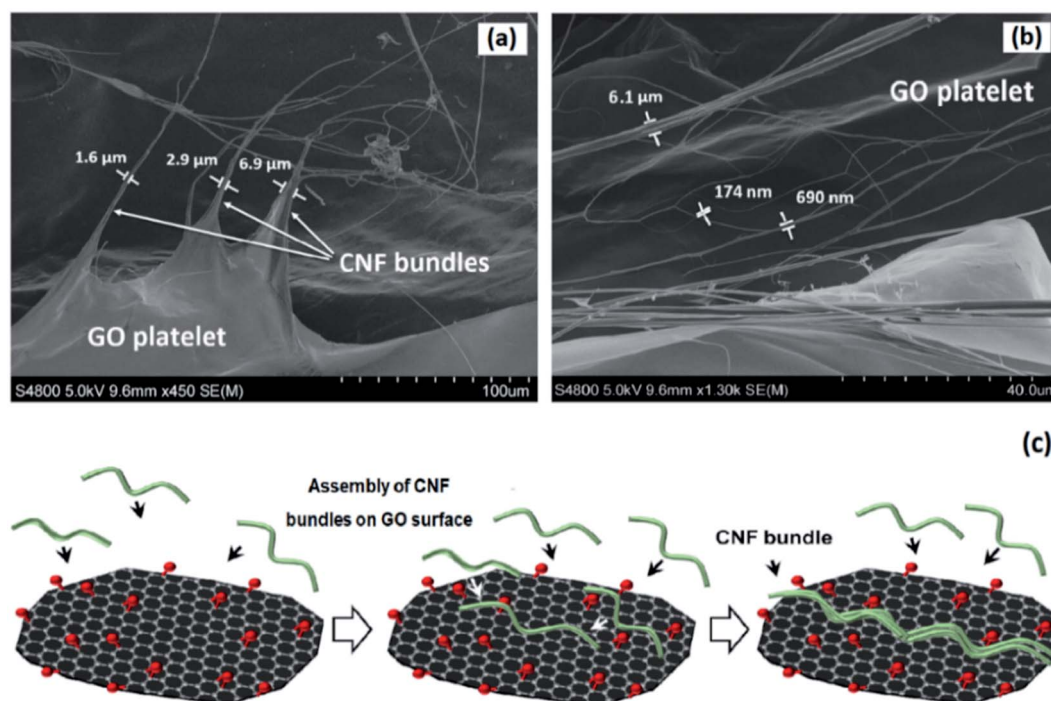 (a)
1.6 µm
2.9 µm
6.9 µm
CNF bundles
GO platelet
S4800 5.0kV 9.6mm x450 SE(M)
100um
(b)
6.1 µm
GO platelet
174 nm
690 nm
S4800 5.0kV 9.6mm x1.30k SE(M)
40.0um
(c)
Assembly of CNF
bundles on GO surface
CNF bundle